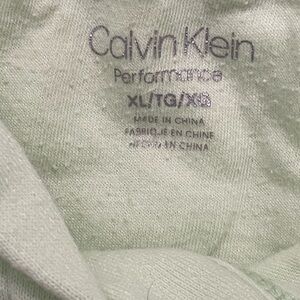 Calvin Klein
Performance
XL/TG/XG
MADE IN CHINA
FABRIQUÉ EN CHINE
HECHO EN CHINA